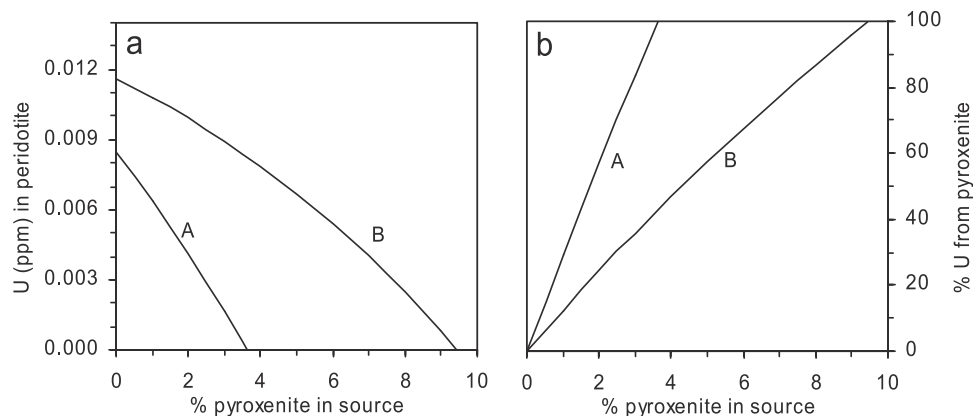 a
U (ppm) in peridotite
0.012
0.009
0.006
0.003
0.000
A
B
0 2 4 6 8 10
% pyroxenite in source
b
A
B
100
80
60
40
20
0
% U from pyroxenite
0 2 4 6 8 10
% pyroxenite in source